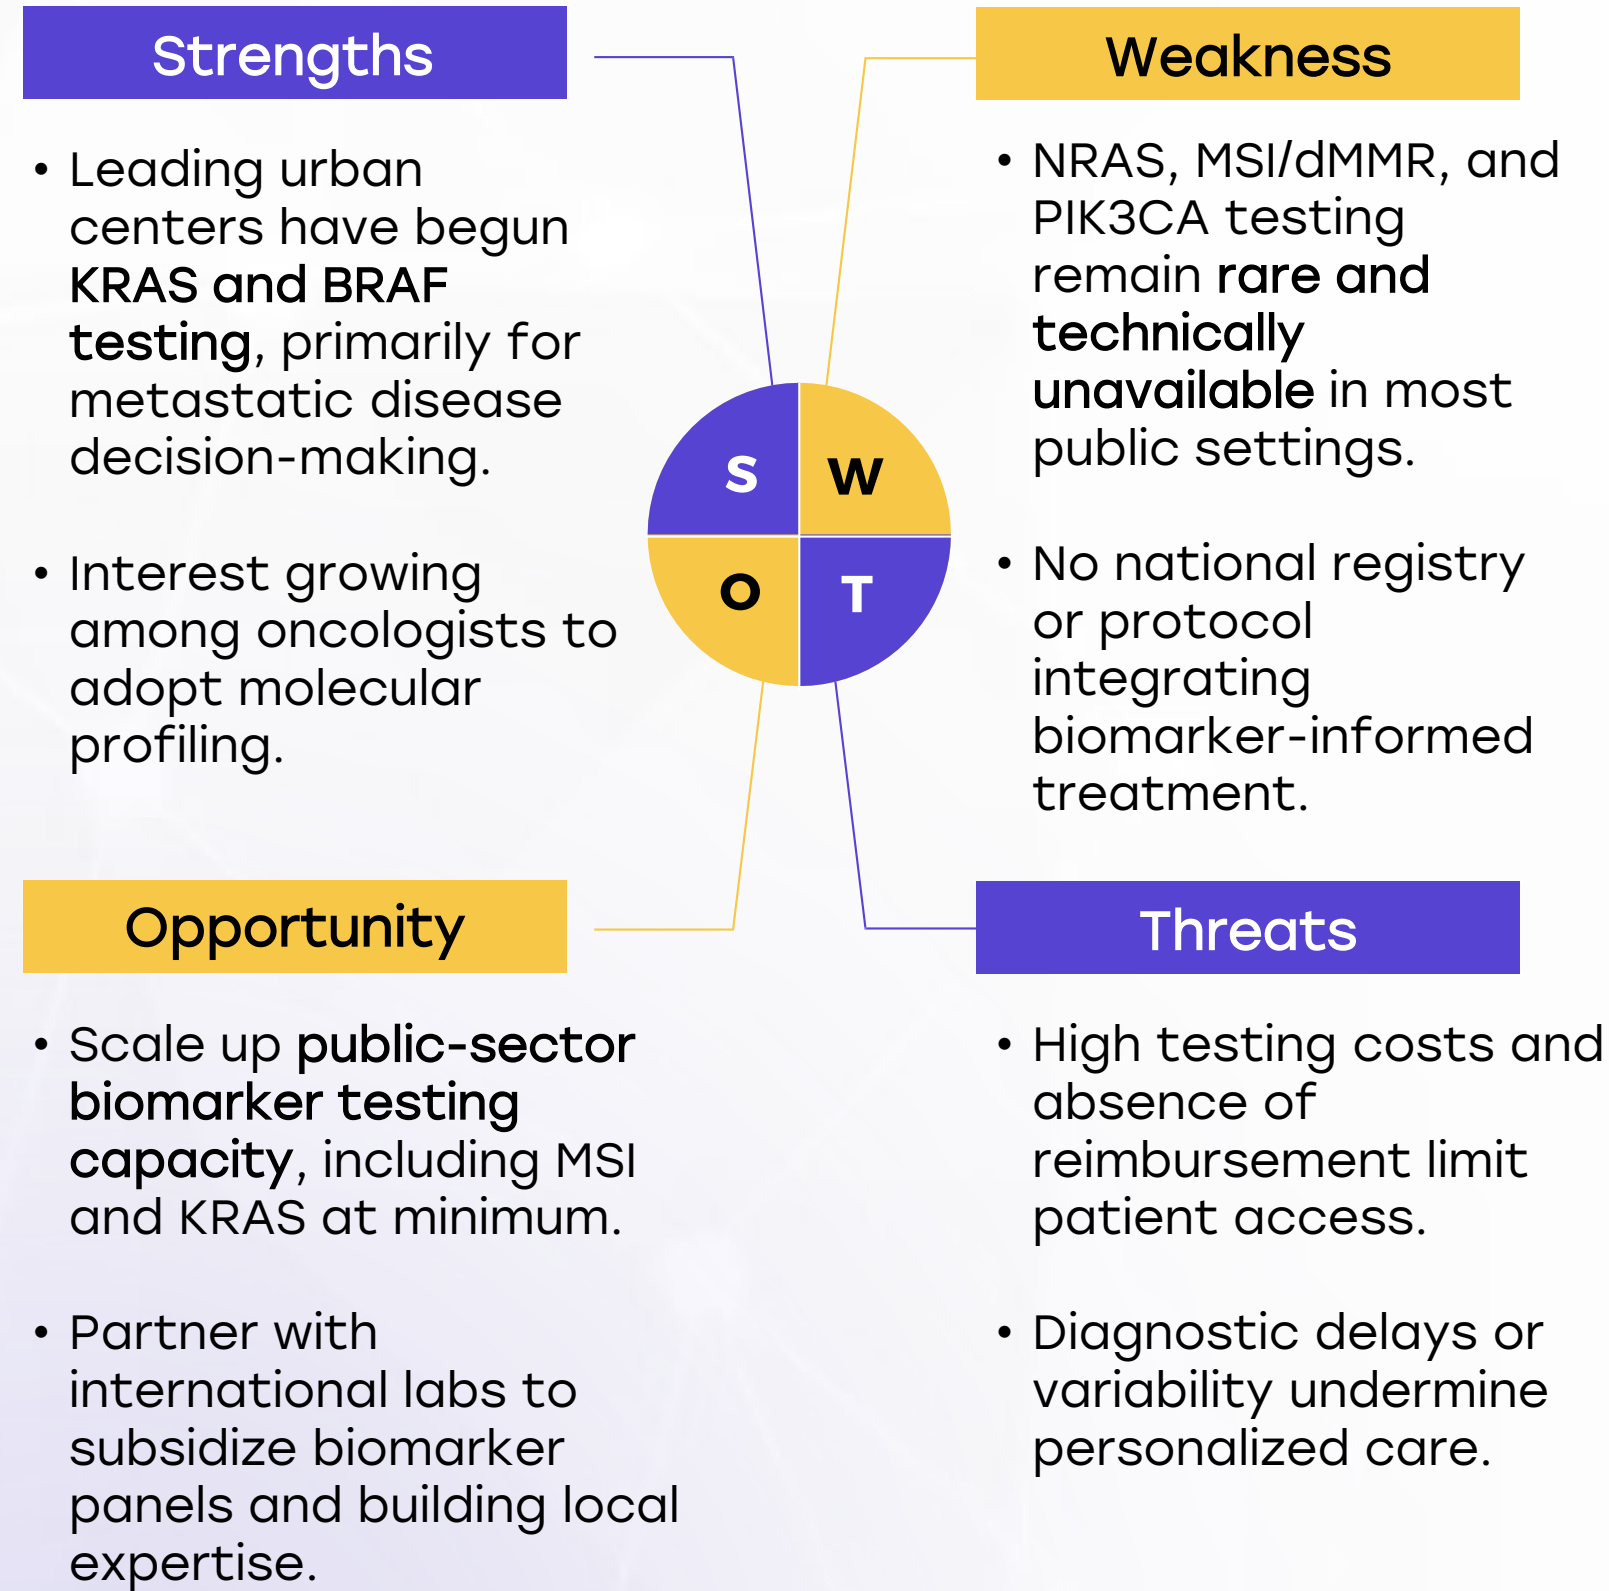 Strengths
• Leading urban
centers have begun
KRAS and BRAF
testing, primarily for
metastatic disease
decision-making.
• Interest growing
among oncologists to
adopt molecular
profiling.
Weakness
• NRAS, MSI/dMMR, and
PIK3CA testing
remain rare and
technically
unavailable in most
public settings.
• No national registry
or protocol
integrating
biomarker-informed
treatment.
S
W
O
T
Opportunity
• Scale up public-sector
biomarker testing
capacity, including MSI
and KRAS at minimum.
• Partner with
international labs to
subsidize biomarker
panels and building local
expertise.
Threats
• High testing costs and
absence of
reimbursement limit
patient access.
• Diagnostic delays or
variability undermine
personalized care.